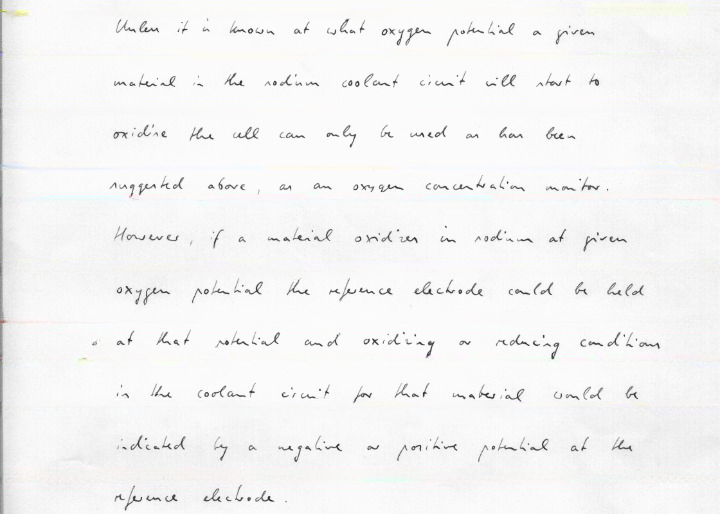 Unless it is known at what oxygen potential a given
material in the sodium coolant circuit will start to
oxidise the cell can only be used as has been
suggested above, as an oxygen concentration monitor.
However, if a material oxidizes in sodium at given
oxygen potential the reference electrode could be held
at that potential and oxidizing or reducing conditions
in the coolant circuit for that material would be
indicated by a negative or positive potential at the
reference electrode.